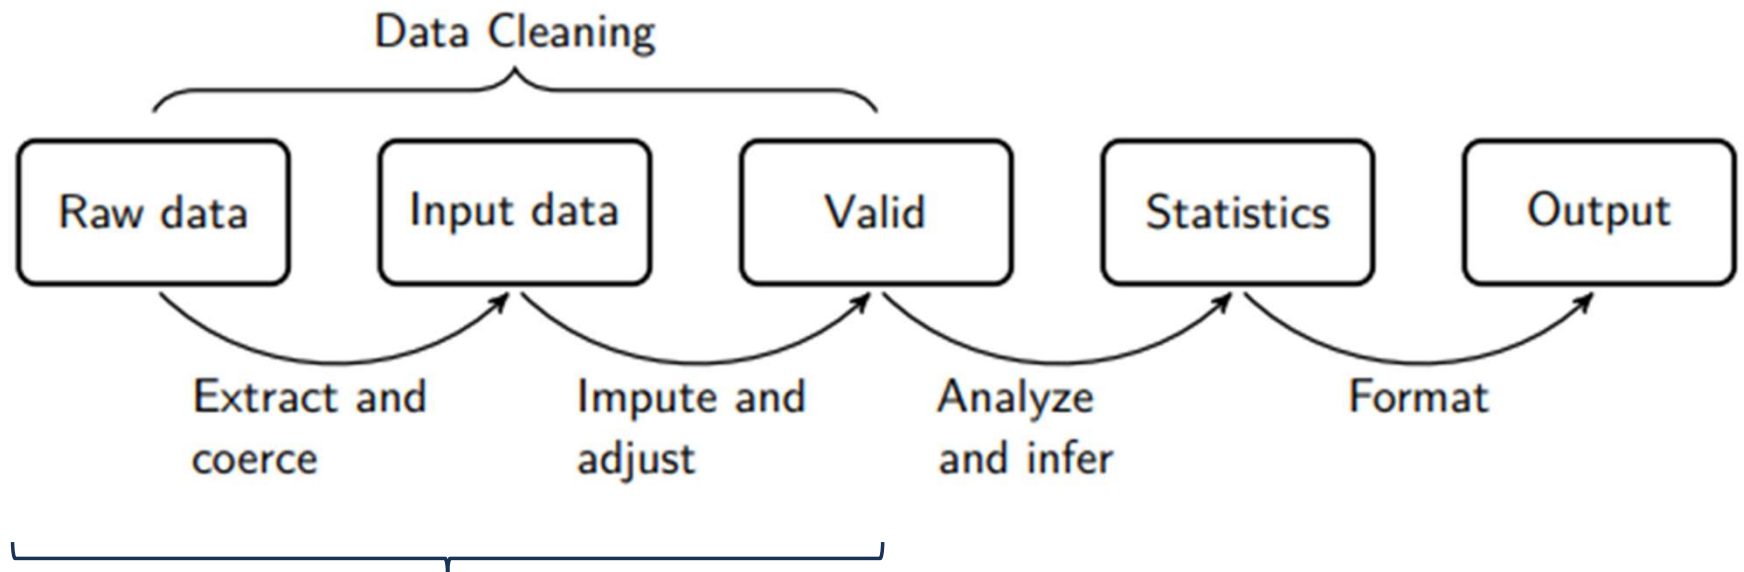 Data Cleaning
Raw data
Input data
Valid
Statistics
Output
Extract and
coerce
Impute and
adjust
Analyze
and infer
Format